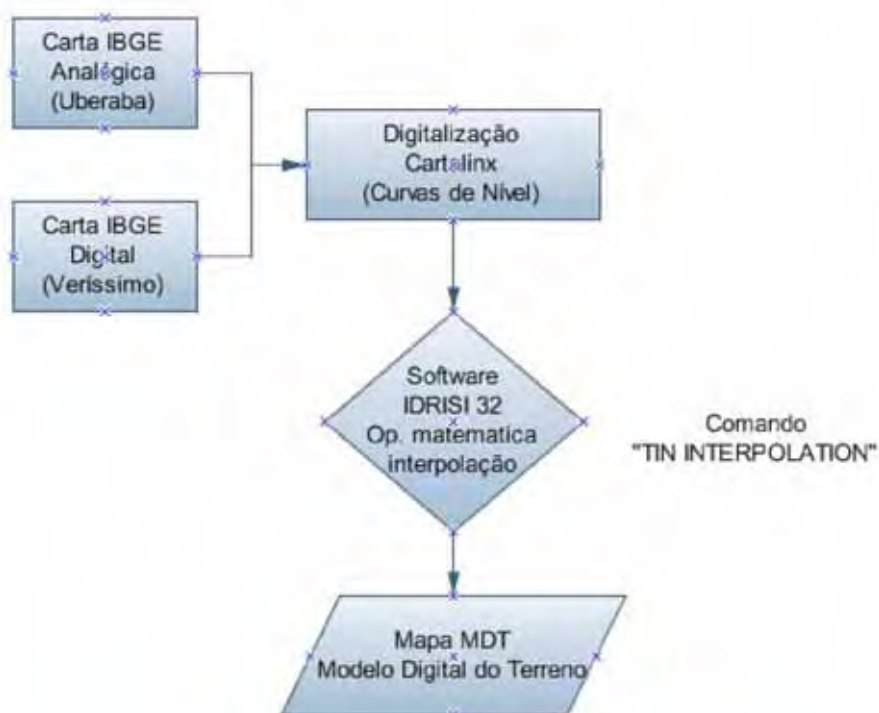 Carta IBGE
Analógica
(Uberaba)
Carta IBGE
Digital
(Veríssimo)
Digitalização
Cartalinx
(Curvas de Nível)
Software
IDRISI 32
Op. matematica
interpolação
Comando
"TIN INTERPOLATION"
Mapa MDT
Modelo Digital do Terreno